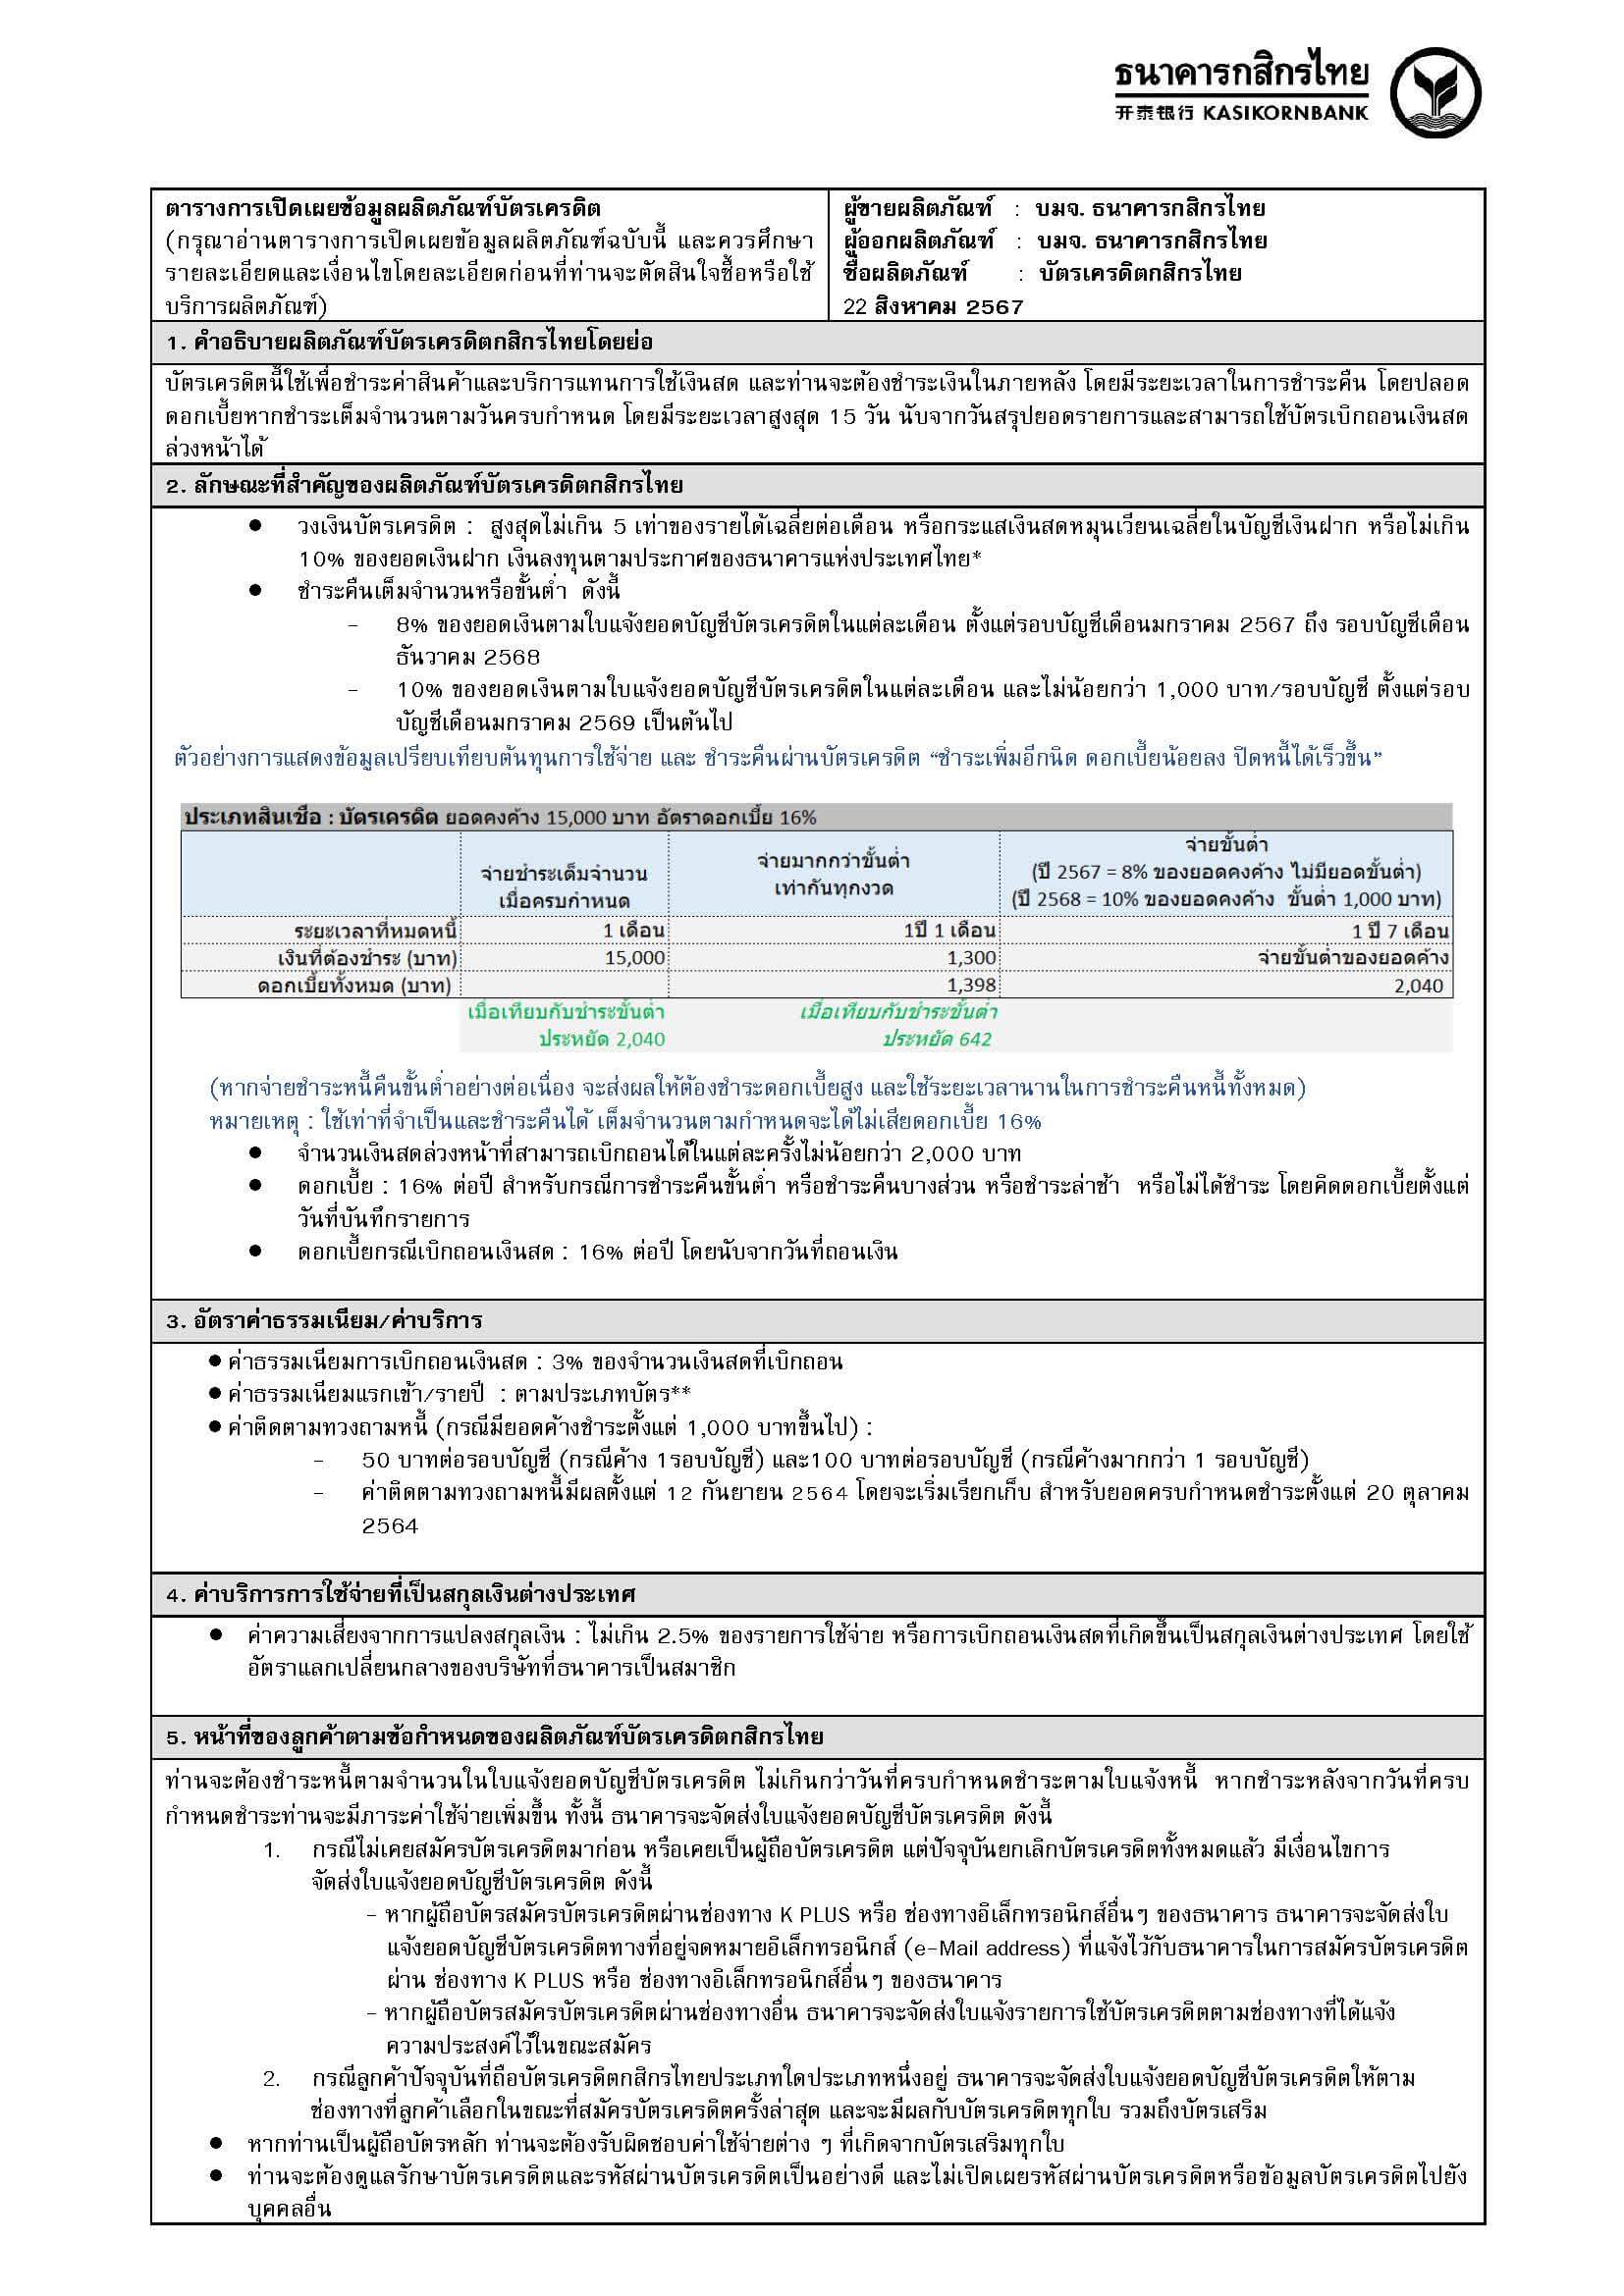 ธนาคารกสิกรไทย
开泰银行 KASIKORNBANK
ตารางการเปิดเผยข้อมูลผลิตภัณฑ์บัตรเครดิต
(กรุณาอ่านตารางการเปิดเผยข้อมูลผลิตภัณฑ์ฉบับนี้ และควรศึกษา
รายละเอียดและเงื่อนไขโดยละเอียดก่อนที่ท่านจะตัดสินใจซื้อหรือใช้
บริการผลิตภัณฑ์)
ผู้ขายผลิตภัณฑ์ : บมจ. ธนาคารกสิกรไทย
ผู้ออกผลิตภัณฑ์ : บมจ. ธนาคารกสิกรไทย
ชื่อผลิตภัณฑ์ : บัตรเครดิตกสิกรไทย
22 สิงหาคม 2567
1. คำอธิบายผลิตภัณฑ์บัตรเครดิตกสิกรไทยโดยย่อ
บัตรเครดิตนี้ใช้เพื่อชำระค่าสินค้าและบริการแทนการใช้เงินสด และท่านจะต้องชำระเงินในภายหลัง โดยมีระยะเวลาในการชำระคืน โดยปลอด
ดอกเบี้ยหากชำระเต็มจำนวนตามวันครบกำหนด โดยมีระยะเวลาสูงสุด 15 วัน นับจากวันสรุปยอดรายการและสามารถใช้บัตรเบิกถอนเงินสด
ล่วงหน้าได้
2. ลักษณะที่สำคัญของผลิตภัณฑ์บัตรเครดิตกสิกรไทย
● วงเงินบัตรเครดิต : สูงสุดไม่เกิน 5 เท่าของรายได้เฉลี่ยต่อเดือน หรือกระแสเงินสดหมุนเวียนเฉลี่ยในบัญชีเงินฝาก หรือไม่เกิน
10% ของยอดเงินฝาก เงินลงทุนตามประกาศของธนาคารแห่งประเทศไทย*
● ชำระคืนเต็มจำนวนหรือขั้นต่ำ ดังนี้
- 8% ของยอดเงินตามใบแจ้งยอดบัญชีบัตรเครดิตในแต่ละเดือน ตั้งแต่รอบบัญชีเดือนมกราคม 2567 ถึง รอบบัญชีเดือน
ธันวาคม 2568
- 10% ของยอดเงินตามใบแจ้งยอดบัญชีบัตรเครดิตในแต่ละเดือน และไม่น้อยกว่า 1,000 บาท/รอบบัญชี ตั้งแต่รอบ
บัญชีเดือนมกราคม 2569 เป็นต้นไป
ตัวอย่างการแสดงข้อมูลเปรียบเทียบต้นทุนการใช้จ่าย และ ชำระคืนผ่านบัตรเครดิต “ชำระเพิ่มอีกนิด ดอกเบี้ยน้อยลง ปิดหนี้ได้เร็วขึ้น”
ประเภทสินเชื่อ : บัตรเครดิต ยอดคงค้าง 15,000 บาท อัตราดอกเบี้ย 16%
จ่ายชำระเต็มจำนวน
เมื่อครบกำหนด
จ่ายมากกว่าขั้นต่ำ
เท่ากันทุกงวด
จ่ายขั้นต่ำ
(ปี 2567 = 8% ของยอดคงค้าง ไม่มียอดขั้นต่ำ)
(ปี 2568 = 10% ของยอดคงค้าง ขั้นต่ำ 1,000 บาท)
ระยะเวลาที่หมดหนี้ 1 เดือน 1ปี 1 เดือน 1 ปี 7 เดือน
เงินที่ต้องชำระ (บาท) 15,000 1,300 จ่ายขั้นต่ำของยอดค้าง
ดอกเบี้ยทั้งหมด (บาท) 1,398 2,040
เมื่อเทียบกับชำระขั้นต่ำ เมื่อเทียบกับชำระขั้นต่ำ
ประหยัด 2,040 ประหยัด 642
(หากจ่ายชำระหนี้คืนขั้นต่ำอย่างต่อเนื่อง จะส่งผลให้ต้องชำระดอกเบี้ยสูง และใช้ระยะเวลานานในการชำระคืนหนี้ทั้งหมด)
หมายเหตุ : ใช้เท่าที่จำเป็นและชำระคืนได้ เต็มจำนวนตามกำหนดจะได้ไม่เสียดอกเบี้ย 16%
● จำนวนเงินสดล่วงหน้าที่สามารถเบิกถอนได้ในแต่ละครั้งไม่น้อยกว่า 2,000 บาท
● ดอกเบี้ย : 16% ต่อปี สำหรับกรณีการชำระคืนขั้นต่ำ หรือชำระคืนบางส่วน หรือชำระล่าช้า หรือไม่ได้ชำระ โดยคิดดอกเบี้ยตั้งแต่
วันที่บันทึกรายการ
● ดอกเบี้ยกรณีเบิกถอนเงินสด : 16% ต่อปี โดยนับจากวันที่ถอนเงิน
3. อัตราค่าธรรมเนียม/ค่าบริการ
● ค่าธรรมเนียมการเบิกถอนเงินสด : 3% ของจำนวนเงินสดที่เบิกถอน
● ค่าธรรมเนียมแรกเข้า/รายปี : ตามประเภทบัตร**
● ค่าติดตามทวงถามหนี้ (กรณีมียอดค้างชำระตั้งแต่ 1,000 บาทขึ้นไป) :
- 50 บาทต่อรอบบัญชี (กรณีค้าง 1รอบบัญชี) และ100 บาทต่อรอบบัญชี (กรณีค้างมากกว่า 1 รอบบัญชี)
- ค่าติดตามทวงถามหนี้มีผลตั้งแต่ 12 กันยายน 2564 โดยจะเริ่มเรียกเก็บ สำหรับยอดครบกำหนดชำระตั้งแต่ 20 ตุลาคม
2564
4. ค่าบริการการใช้จ่ายที่เป็นสกุลเงินต่างประเทศ
● ค่าความเสี่ยงจากการแปลงสกุลเงิน : ไม่เกิน 2.5% ของรายการใช้จ่าย หรือการเบิกถอนเงินสดที่เกิดขึ้นเป็นสกุลเงินต่างประเทศ โดยใช้
อัตราแลกเปลี่ยนกลางของบริษัทที่ธนาคารเป็นสมาชิก
5. หน้าที่ของลูกค้าตามข้อกำหนดของผลิตภัณฑ์บัตรเครดิตกสิกรไทย
ท่านจะต้องชำระหนี้ตามจำนวนในใบแจ้งยอดบัญชีบัตรเครดิต ไม่เกินกว่าวันที่ครบกำหนดชำระตามใบแจ้งหนี้ หากชำระหลังจากวันที่ครบ
กำหนดชำระท่านจะมีภาระค่าใช้จ่ายเพิ่มขึ้น ทั้งนี้ ธนาคารจะจัดส่งใบแจ้งยอดบัญชีบัตรเครดิต ดังนี้
1. กรณีไม่เคยสมัครบัตรเครดิตมาก่อน หรือเคยเป็นผู้ถือบัตรเครดิต แต่ปัจจุบันยกเลิกบัตรเครดิตทั้งหมดแล้ว มีเงื่อนไขการ
จัดส่งใบแจ้งยอดบัญชีบัตรเครดิต ดังนี้
- หากผู้ถือบัตรสมัครบัตรเครดิตผ่านช่องทาง K PLUS หรือ ช่องทางอิเล็กทรอนิกส์อื่นๆ ของธนาคาร ธนาคารจะจัดส่งใบ
แจ้งยอดบัญชีบัตรเครดิตทางที่อยู่จดหมายอิเล็กทรอนิกส์ (e-Mail address) ที่แจ้งไว้กับธนาคารในการสมัครบัตรเครดิต
ผ่าน ช่องทาง K PLUS หรือ ช่องทางอิเล็กทรอนิกส์อื่นๆ ของธนาคาร
- หากผู้ถือบัตรสมัครบัตรเครดิตผ่านช่องทางอื่น ธนาคารจะจัดส่งใบแจ้งรายการใช้บัตรเครดิตตามช่องทางที่ได้แจ้ง
ความประสงค์ไว้ในขณะสมัคร
2. กรณีลูกค้าปัจจุบันที่ถือบัตรเครดิตกสิกรไทยประเภทใดประเภทหนึ่งอยู่ ธนาคารจะจัดส่งใบแจ้งยอดบัญชีบัตรเครดิตให้ตาม
ช่องทางที่ลูกค้าเลือกในขณะที่สมัครบัตรเครดิตครั้งล่าสุด และจะมีผลกับบัตรเครดิตทุกใบ รวมถึงบัตรเสริม
● หากท่านเป็นผู้ถือบัตรหลัก ท่านจะต้องรับผิดชอบค่าใช้จ่ายต่าง ๆ ที่เกิดจากบัตรเสริมทุกใบ
● ท่านจะต้องดูแลรักษาบัตรเครดิตและรหัสผ่านบัตรเครดิตเป็นอย่างดี และไม่เปิดเผยรหัสผ่านบัตรเครดิตหรือข้อมูลบัตรเครดิตไปยัง
บุคคลอื่น